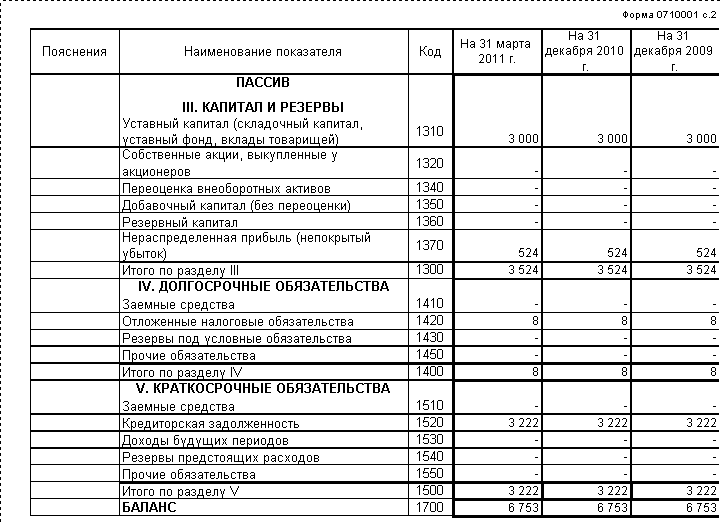 Форма 0710001 с.2
Пояснения Наименование показателя Код На 31 марта 2011 г. На 31 декабря 2010 г. На 31 декабря 2009 г.
ПАССИВ
III. КАПИТАЛ И РЕЗЕРВЫ
Уставный капитал (складочный капитал,
уставный фонд, вклады товарищей) 1310 3 000 3 000 3 000
Собственные акции, выкупленные у
акционеров 1320 - - -
Переоценка внеоборотных активов 1340 - - -
Добавочный капитал (без переоценки) 1350 - - -
Резервный капитал 1360 - - -
Нераспределенная прибыль (непокрытый
убыток) 1370 524 524 524
Итого по разделу III 1300 3 524 3 524 3 524
IV. ДОЛГОСРОЧНЫЕ ОБЯЗАТЕЛЬСТВА
Заемные средства 1410 - - -
Отложенные налоговые обязательства 1420 8 8 8
Резервы под условные обязательства 1430 - - -
Прочие обязательства 1450 - - -
Итого по разделу IV 1400 8 8 8
V. КРАТКОСРОЧНЫЕ ОБЯЗАТЕЛЬСТВА
Заемные средства 1510 - - -
Кредиторская задолженность 1520 3 222 3 222 3 222
Доходы будущих периодов 1530 - - -
Резервы предстоящих расходов 1540 - - -
Прочие обязательства 1550 - - -
Итого по разделу V 1500 3 222 3 222 3 222
БАЛАНС 1700 6 753 6 753 6 753